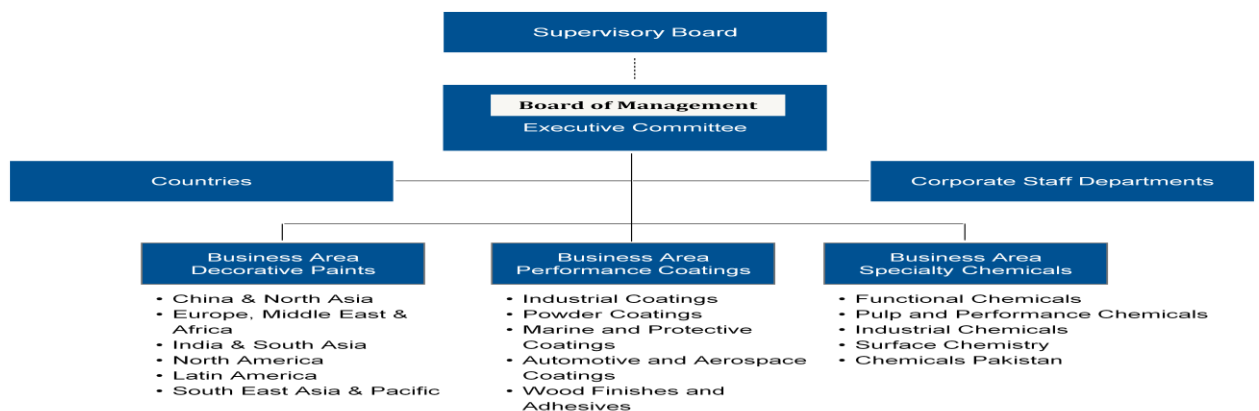 Supervisory Board
Board of Management
Executive Committee
Countries
Corporate Staff Departments
Business Area
Decorative Paints
• China & North Asia
• Europe, Middle East &
Africa
• India & South Asia
• North America
• Latin America
• South East Asia & Pacific
Business Area
Performance Coatings
• Industrial Coatings
• Powder Coatings
• Marine and Protective
Coatings
• Automotive and Aerospace
Coatings
• Wood Finishes and
Adhesives
Business Area
Specialty Chemicals
• Functional Chemicals
• Pulp and Performance Chemicals
• Industrial Chemicals
• Surface Chemistry
• Chemicals Pakistan